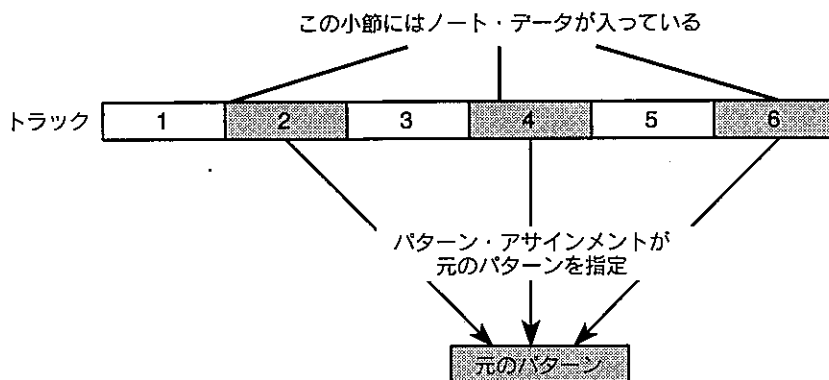 この小節にはノート・データが入っている
トラック 1 2 3 4 5 6
パターン・アサインメントが
元のパターンを指定
元のパターン